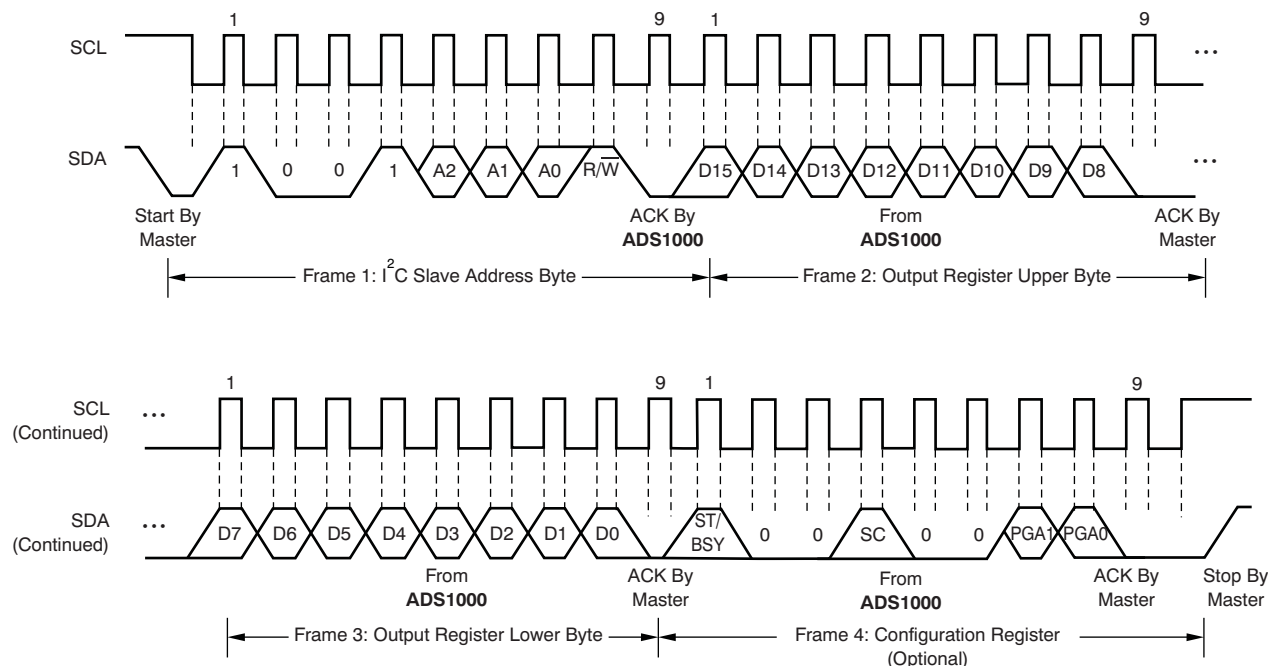 1 9 1 9
SCL ...
SDA 1 0 0 1 A2 A1 A0 R/W̅ D15 D14 D13 D12 D11 D10 D9 D8 ...
Start By Master
ACK By ADS1000
From ADS1000
ACK By Master
Frame 1: I²C Slave Address Byte
Frame 2: Output Register Upper Byte
1 9 1 9
SCL (Continued) ...
SDA (Continued) ... D7 D6 D5 D4 D3 D2 D1 D0 ST/BSY 0 0 SC 0 0 PGA1 PGA0
From ADS1000
ACK By Master
From ADS1000
ACK By Master
Stop By Master
Frame 3: Output Register Lower Byte
Frame 4: Configuration Register
(Optional)